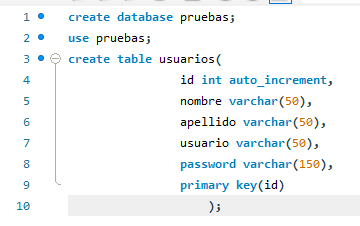 1 create database pruebas;
2 use pruebas;
3 create table usuarios(
4 id int auto_increment,
5 nombre varchar(50),
6 apellido varchar(50),
7 usuario varchar(50),
8 password varchar(150),
9 primary key(id)
10 );